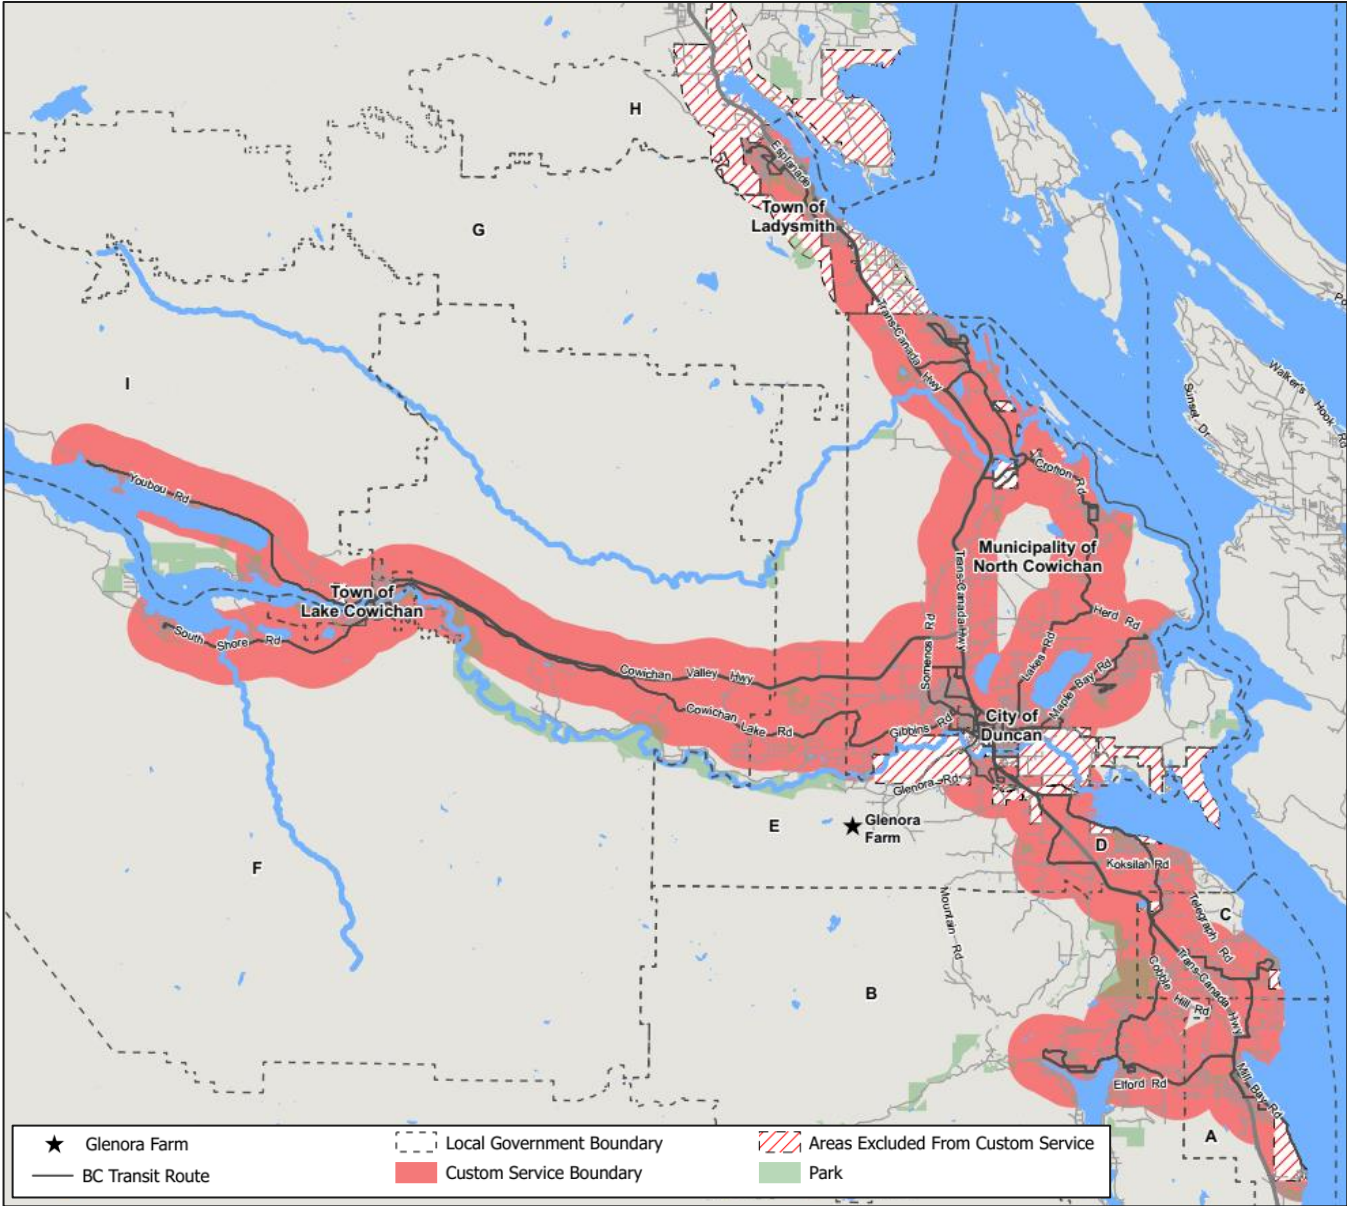 H
Esplanade
Town of
Ladysmith
G
Trans-Canada Hwy
Walker's Hook Rd
Sunset Dr
I
Youbou Rd
Crofton Rd
Municipality of
North Cowichan
Trans-Canada Hwy
Town of
Lake Cowichan
South Shore Rd
Herd Rd
Somenos Rd
Lakes Rd
Cowichan Valley Hwy
Maple Bay Rd
Cowichan Lake Rd
Gibbins Rd
City of
Duncan
Glenora Rd
E
Glenora
Farm
D
Koksilah Rd
F
Mountain Rd
Telegraph Rd
C
B
Cobble Hill Rd
Trans-Canada Hwy
Elford Rd
Mill Bay Rd
A
Glenora Farm
Local Government Boundary
Areas Excluded From Custom Service
BC Transit Route
Custom Service Boundary
Park